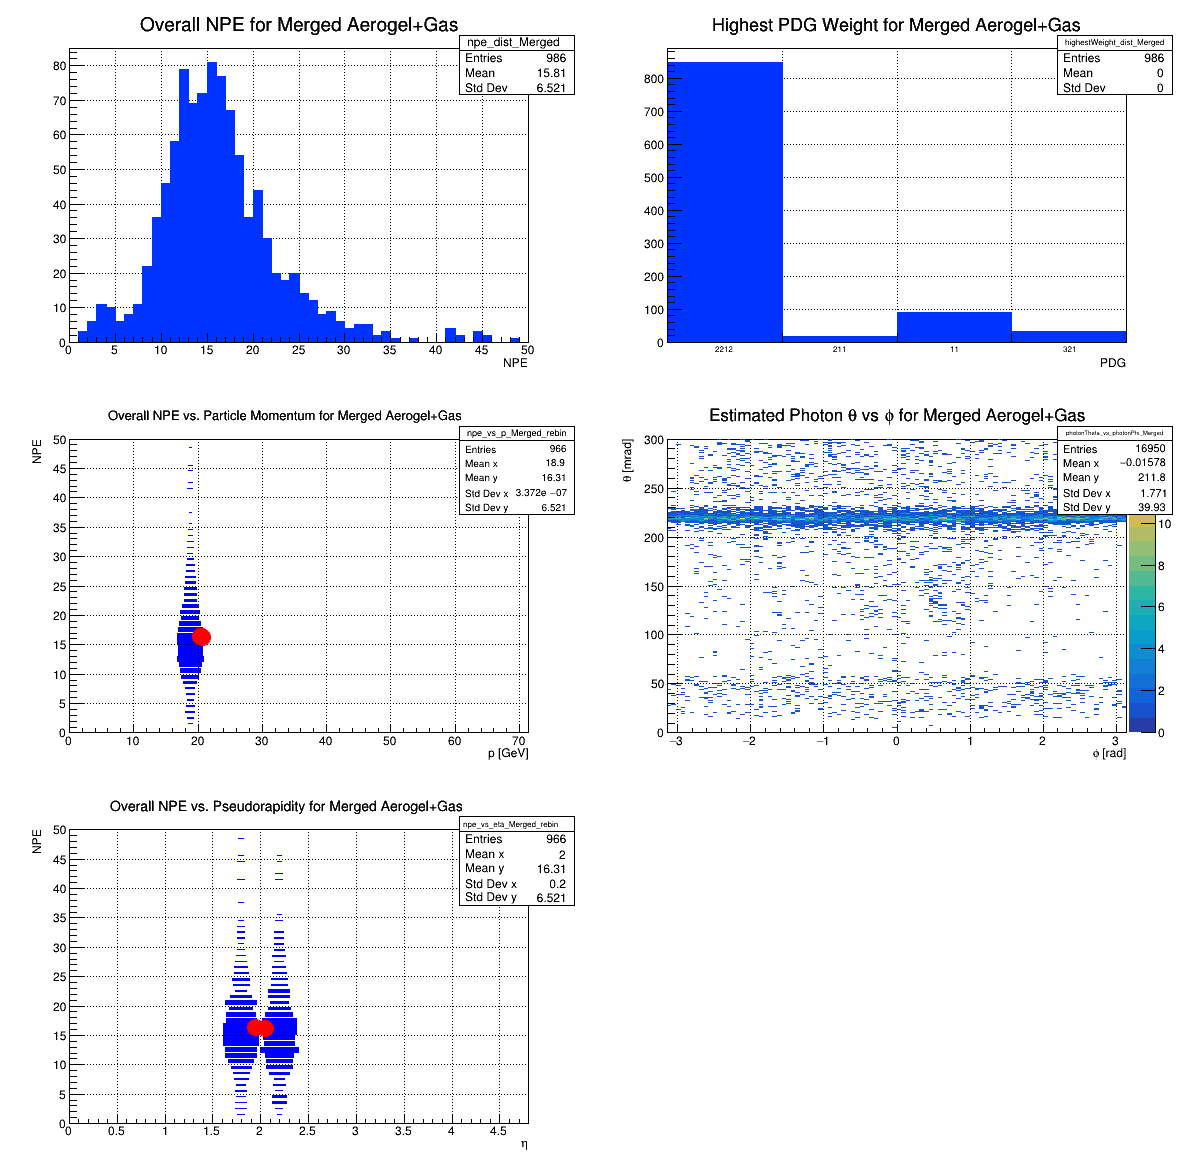 Overall NPE for Merged Aerogel+Gas
npe_dist_Merged
Entries 986
Mean 15.81
Std Dev 6.521
80
70
60
50
40
30
20
10
0
0 5 10 15 20 25 30 35 40 45 50
NPE
Highest PDG Weight for Merged Aerogel+Gas
highestWeight_dist_Merged
Entries 986
Mean 0
Std Dev 0
800
700
600
500
400
300
200
100
0
2212 211 11 321
PDG
Overall NPE vs. Particle Momentum for Merged Aerogel+Gas
npe_vs_p_Merged_rebin
Entries 966
Mean x 18.9
Mean y 16.31
Std Dev x 3.372e −07
Std Dev y 6.521
NPE
50
45
40
35
30
25
20
15
10
5
0
0 10 20 30 40 50 60 70
p [GeV]
Estimated Photon θ vs ϕ for Merged Aerogel+Gas
photonTheta_vs_photonPhi_Merged
Entries 16950
Mean x −0.01578
Mean y 211.8
Std Dev x 1.771
Std Dev y 39.93
θ [mrad]
300
250
200
150
100
50
0
−3 −2 −1 0 1 2 3
ϕ [rad]
10
8
6
4
2
0
Overall NPE vs. Pseudorapidity for Merged Aerogel+Gas
npe_vs_eta_Merged_rebin
Entries 966
Mean x 2
Mean y 16.31
Std Dev x 0.2
Std Dev y 6.521
NPE
50
45
40
35
30
25
20
15
10
5
0
0 0.5 1 1.5 2 2.5 3 3.5 4 4.5
η